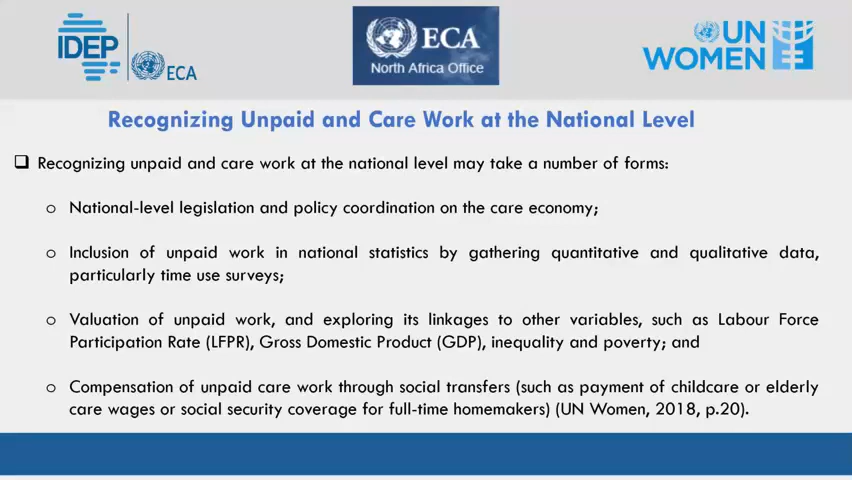 IDEP
ECA
ECA
North Africa Office
UN
WOMEN
Recognizing Unpaid and Care Work at the National Level
❑ Recognizing unpaid and care work at the national level may take a number of forms:
o National-level legislation and policy coordination on the care economy;
o Inclusion of unpaid work in national statistics by gathering quantitative and qualitative data,
particularly time use surveys;
o Valuation of unpaid work, and exploring its linkages to other variables, such as Labour Force
Participation Rate (LFPR), Gross Domestic Product (GDP), inequality and poverty; and
o Compensation of unpaid care work through social transfers (such as payment of childcare or elderly
care wages or social security coverage for full-time homemakers) (UN Women, 2018, p.20).